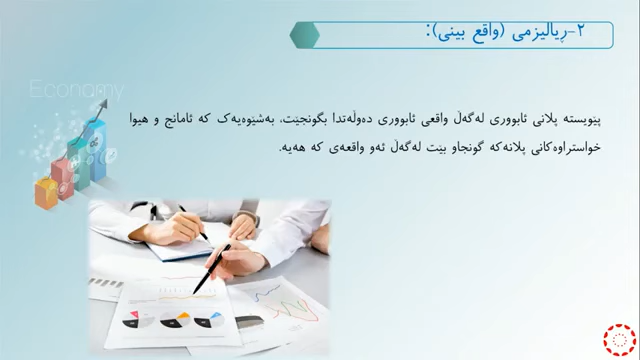 ٢-ڕیالیزمی (واقع بینی):
Economy
پێویستە پلانی ئابووری لەگەڵ واقعی ئابووری دەوڵەتدا بگونجێت، بەشێوەیەک کە ئامانج و هیوا
خواستراوەکانی پلانەکە گونجاو بێت لەگەڵ ئەو واقعەی کە هەیە.